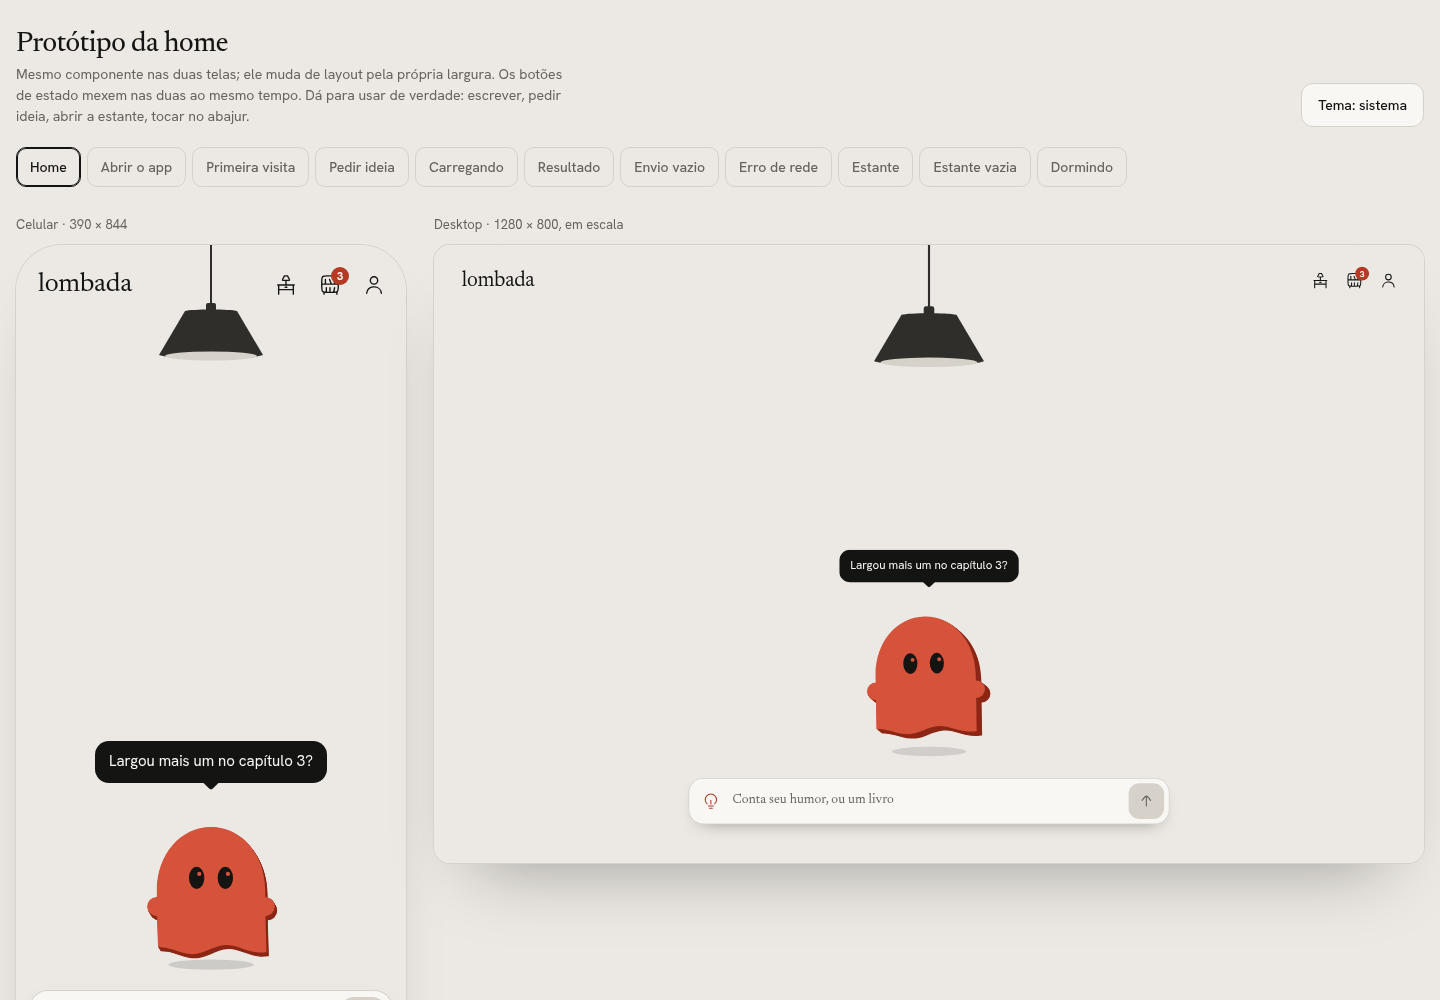 Protótipo da home
Mesmo componente nas duas telas; ele muda de layout pela própria largura. Os botões
de estado mexem nas duas ao mesmo tempo. Dá para usar de verdade: escrever, pedir
ideia, abrir a estante, tocar no abajur.
Tema: sistema
Home
Abrir o app
Primeira visita
Pedir ideia
Carregando
Resultado
Envio vazio
Erro de rede
Estante
Estante vazia
Dormindo
Celular · 390 × 844
Desktop · 1280 × 800, em escala
lombada
3
lombada
3
Largou mais um no capítulo 3?
Conta seu humor, ou um livro
Largou mais um no capítulo 3?